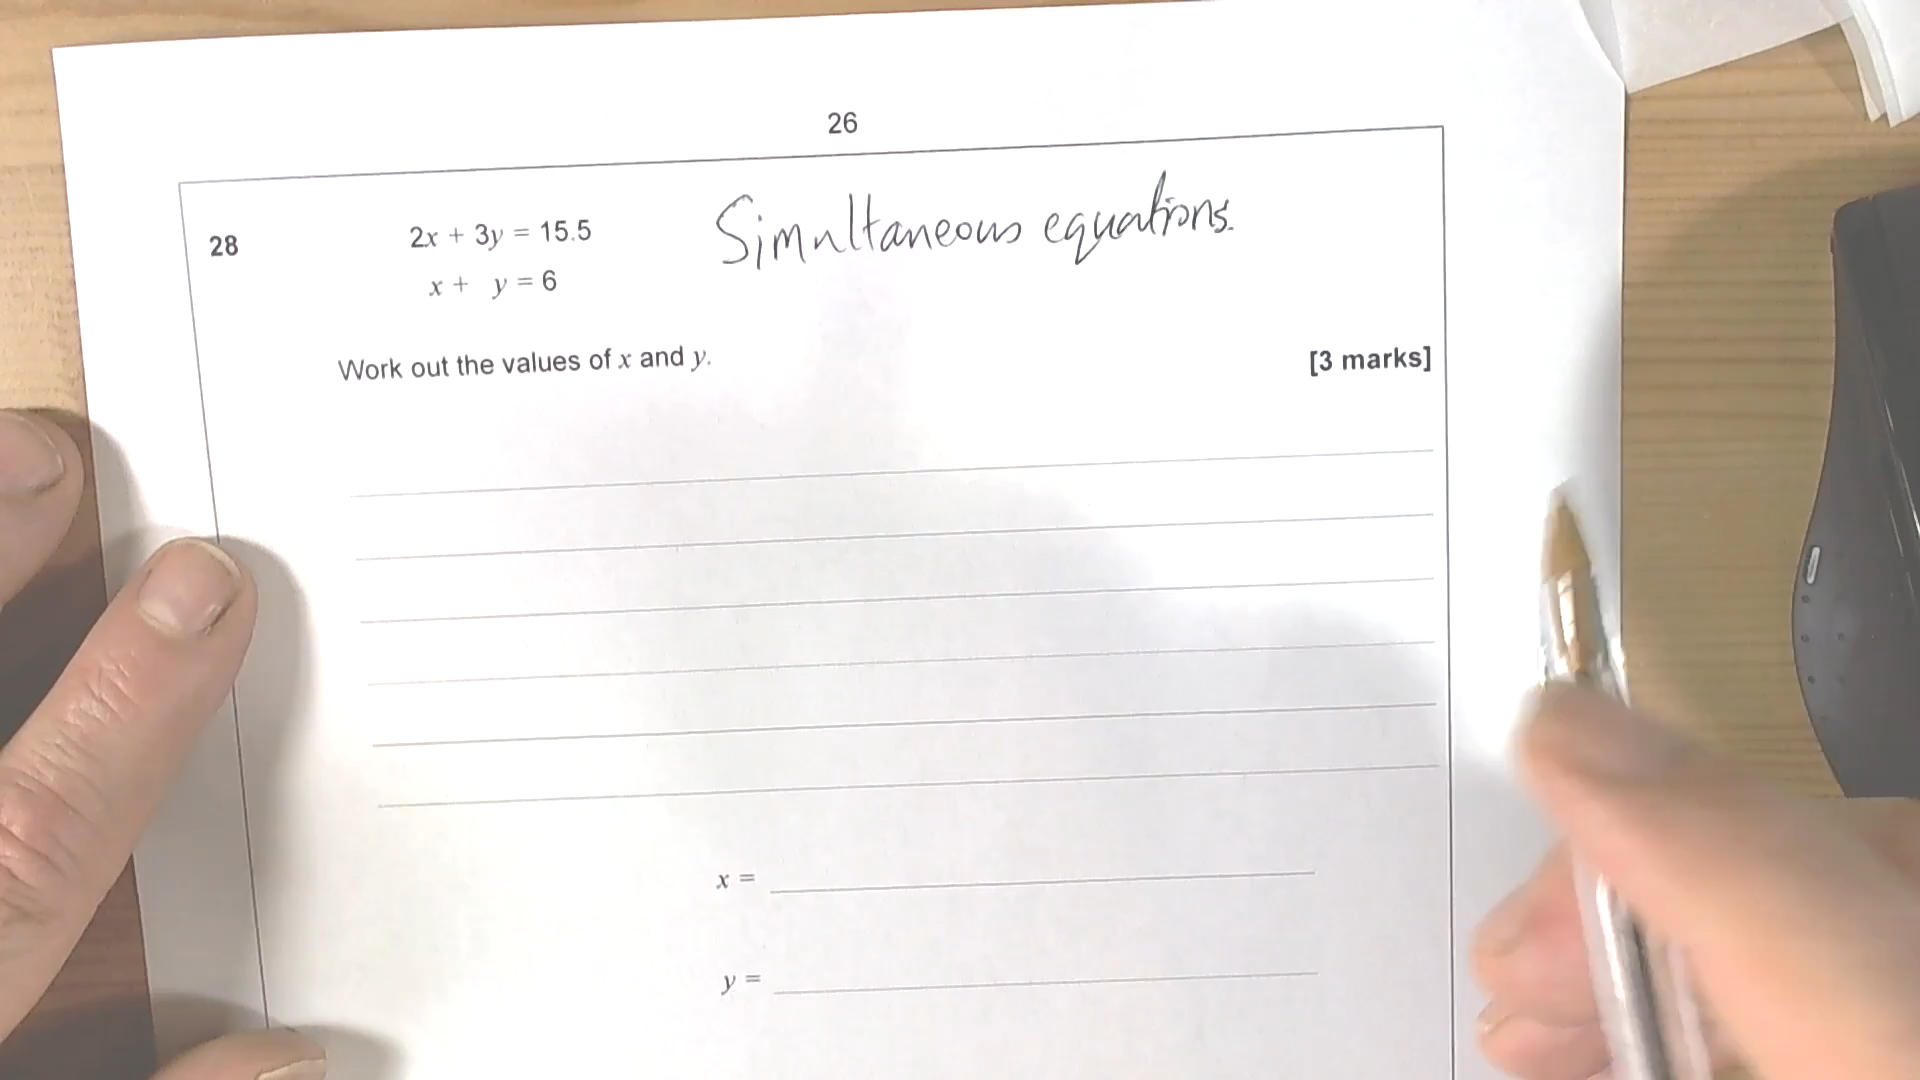 26
28 2x + 3y = 15.5 Simultaneous equations.
x + y = 6
Work out the values of x and y.
[3 marks]
x =
y =